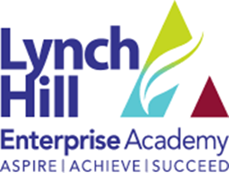 Lynch
Hill
Enterprise Academy
ASPIRE | ACHIEVE | SUCCEED